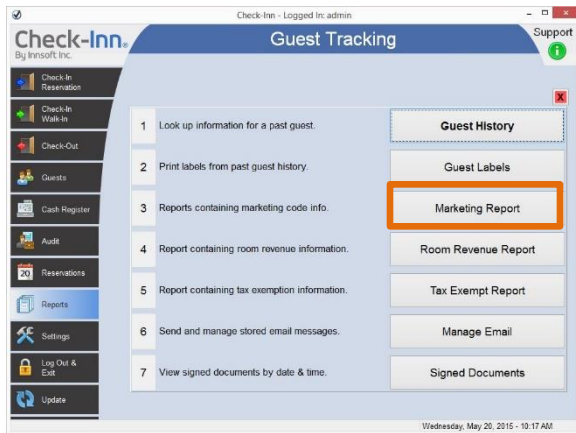 Check-Inn - Logged In: admin
Check-Inn®
By Innsoft Inc.
Guest Tracking
Support
Check-In
Reservation
Check-In
Walk-In
Check-Out
Guests
Cash Register
Audit
20
Reservations
Reports
Settings
Log Out &
Exit
Update
X
1 Look up information for a past guest. Guest History
2 Print labels from past guest history. Guest Labels
3 Reports containing marketing code info. Marketing Report
4 Report containing room revenue information. Room Revenue Report
5 Report containing tax exemption information. Tax Exempt Report
6 Send and manage stored email messages. Manage Email
7 View signed documents by date & time. Signed Documents
Wednesday, May 20, 2015 - 10:17 AM